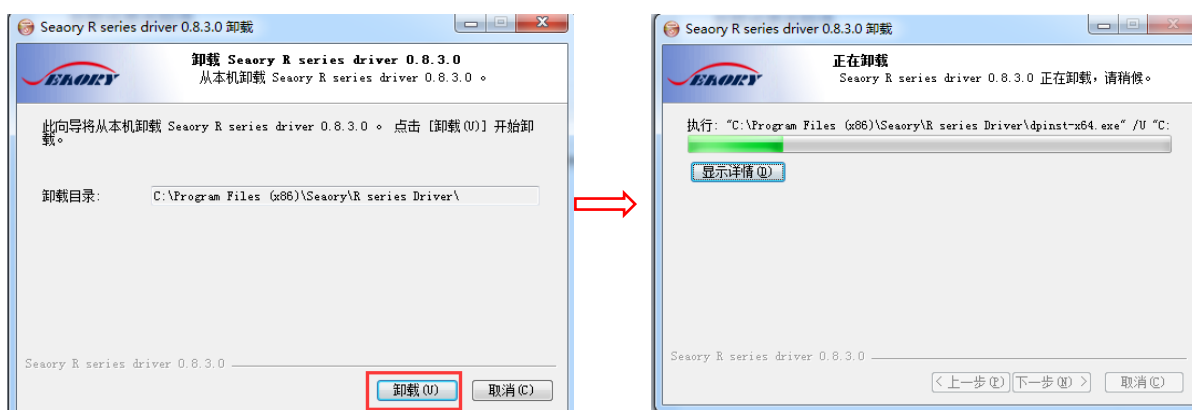 Seaory R series driver 0.8.3.0 卸载
SEAORY
卸载 Seaory R series driver 0.8.3.0
从本机卸载 Seaory R series driver 0.8.3.0 。
此向导将从本机卸载 Seaory R series driver 0.8.3.0 。 点击 [卸载(U)] 开始卸
载。
卸载目录: C:\Program Files (x86)\Seaory\R series Driver\
Seaory R series driver 0.8.3.0
卸载(U) 取消(C)
Seaory R series driver 0.8.3.0 卸载
SEAORY
正在卸载
Seaory R series driver 0.8.3.0 正在卸载，请稍候。
执行: "C:\Program Files (x86)\Seaory\R series Driver\dpinst-x64.exe" /U "C:
显示详情(D)
Seaory R series driver 0.8.3.0
< 上一步(P) 下一步(N) > 取消(C)